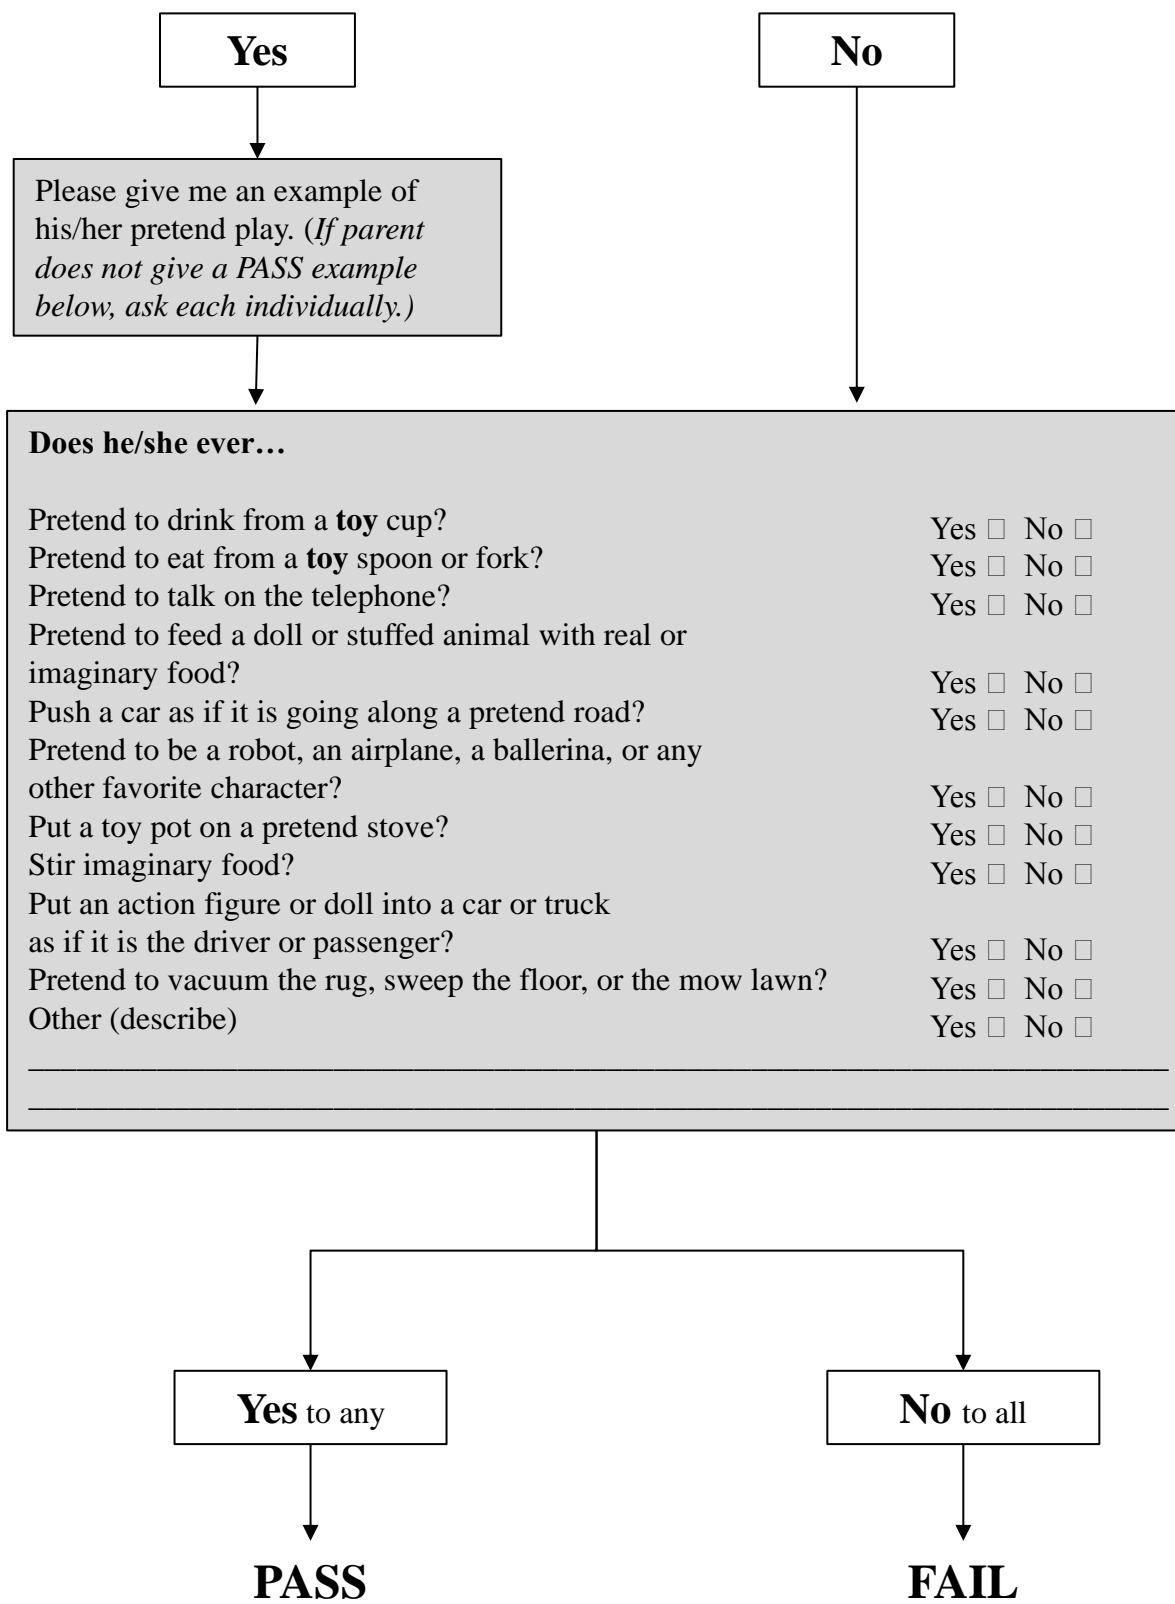 Yes
No
Please give me an example of
his/her pretend play. (If parent
does not give a PASS example
below, ask each individually.)
Does he/she ever…
Pretend to drink from a toy cup? Yes □ No □
Pretend to eat from a toy spoon or fork? Yes □ No □
Pretend to talk on the telephone? Yes □ No □
Pretend to feed a doll or stuffed animal with real or
imaginary food? Yes □ No □
Push a car as if it is going along a pretend road? Yes □ No □
Pretend to be a robot, an airplane, a ballerina, or any
other favorite character? Yes □ No □
Put a toy pot on a pretend stove? Yes □ No □
Stir imaginary food? Yes □ No □
Put an action figure or doll into a car or truck
as if it is the driver or passenger? Yes □ No □
Pretend to vacuum the rug, sweep the floor, or the mow lawn? Yes □ No □
Other (describe) Yes □ No □
Yes to any
No to all
PASS
FAIL